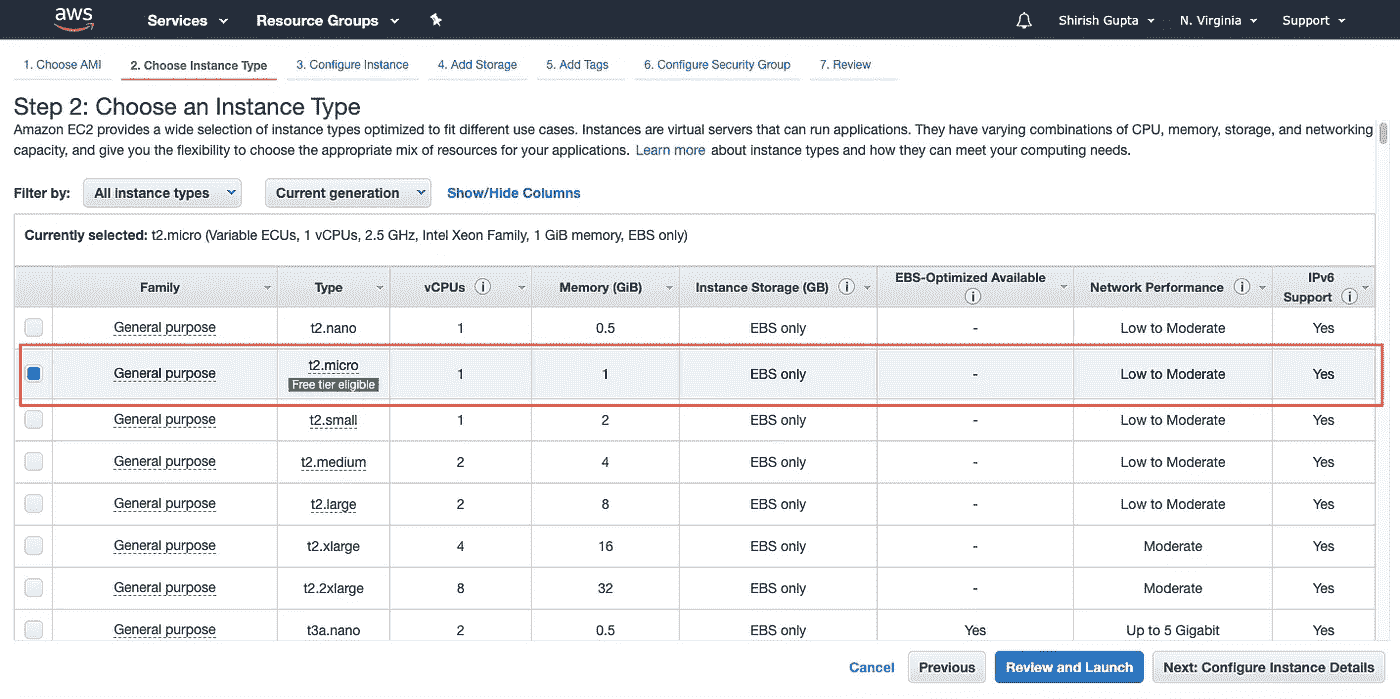 aws Services Resource Groups Shirish Gupta N. Virginia Support
1. Choose AMI 2. Choose Instance Type 3. Configure Instance 4. Add Storage 5. Add Tags 6. Configure Security Group 7. Review
Step 2: Choose an Instance Type
Amazon EC2 provides a wide selection of instance types optimized to fit different use cases. Instances are virtual servers that can run applications. They have varying combinations of CPU, memory, storage, and networking
capacity, and give you the flexibility to choose the appropriate mix of resources for your applications. Learn more about instance types and how they can meet your computing needs.
Filter by: All instance types Current generation Show/Hide Columns
Currently selected: t2.micro (Variable ECUs, 1 vCPUs, 2.5 GHz, Intel Xeon Family, 1 GiB memory, EBS only)
Family Type vCPUs i Memory (GiB) Instance Storage (GB) i EBS-Optimized Available i Network Performance i IPv6 Support i
General purpose t2.nano 1 0.5 EBS only - Low to Moderate Yes
General purpose t2.micro Free tier eligible 1 1 EBS only - Low to Moderate Yes
General purpose t2.small 1 2 EBS only - Low to Moderate Yes
General purpose t2.medium 2 4 EBS only - Low to Moderate Yes
General purpose t2.large 2 8 EBS only - Low to Moderate Yes
General purpose t2.xlarge 4 16 EBS only - Moderate Yes
General purpose t2.2xlarge 8 32 EBS only - Moderate Yes
General purpose t3a.nano 2 0.5 EBS only Yes Up to 5 Gigabit Yes
Cancel Previous Review and Launch Next: Configure Instance Details